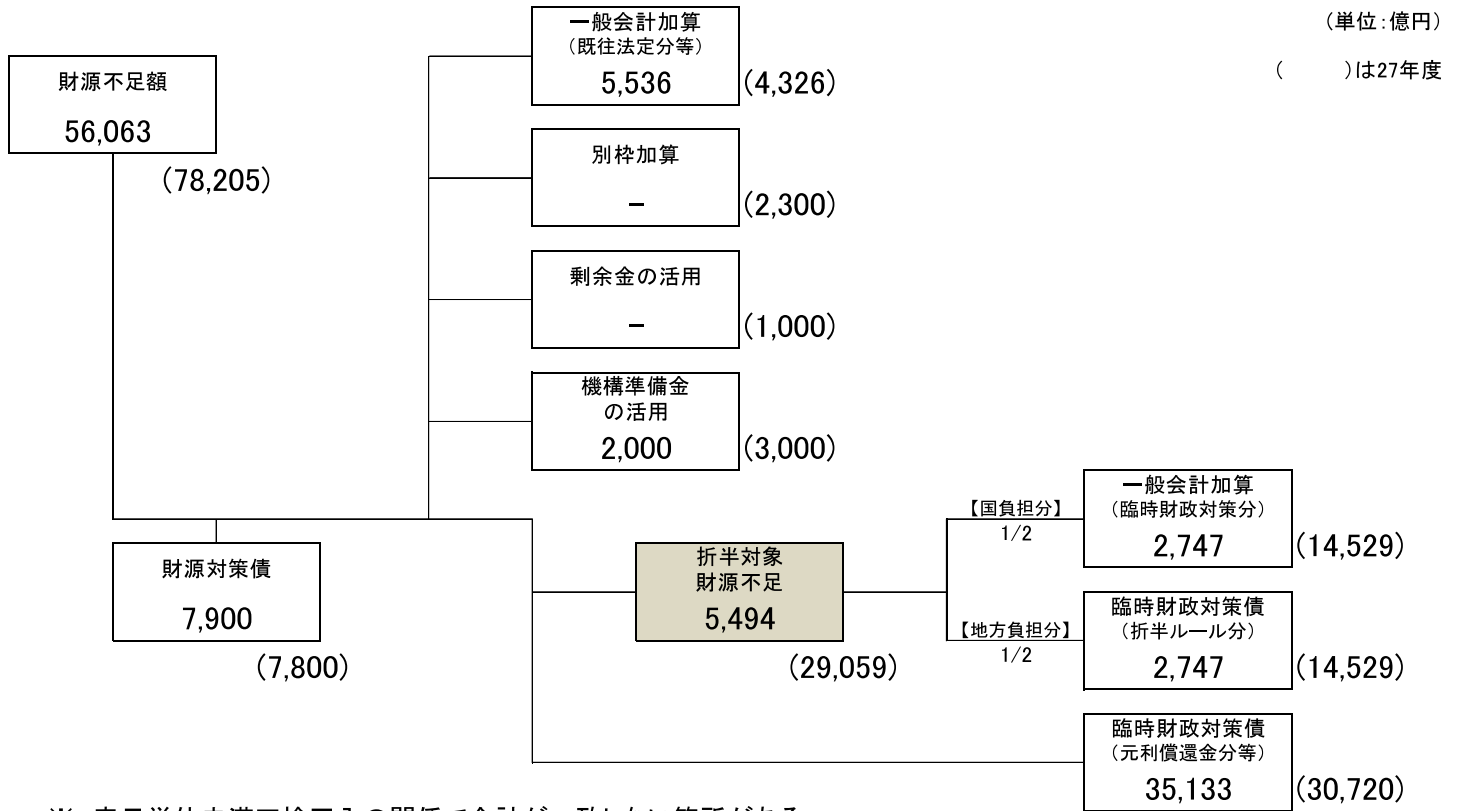 (単位:億円)
(　　)は27年度
財源不足額
56,063
(78,205)
一般会計加算
(既往法定分等)
5,536
(4,326)
別枠加算
－
(2,300)
剰余金の活用
－
(1,000)
機構準備金
の活用
2,000
(3,000)
財源対策債
7,900
(7,800)
折半対象
財源不足
5,494
(29,059)
【国負担分】
1/2
一般会計加算
(臨時財政対策分)
2,747
(14,529)
【地方負担分】
1/2
臨時財政対策債
(折半ルール分)
2,747
(14,529)
臨時財政対策債
(元利償還金分等)
35,133
(30,720)